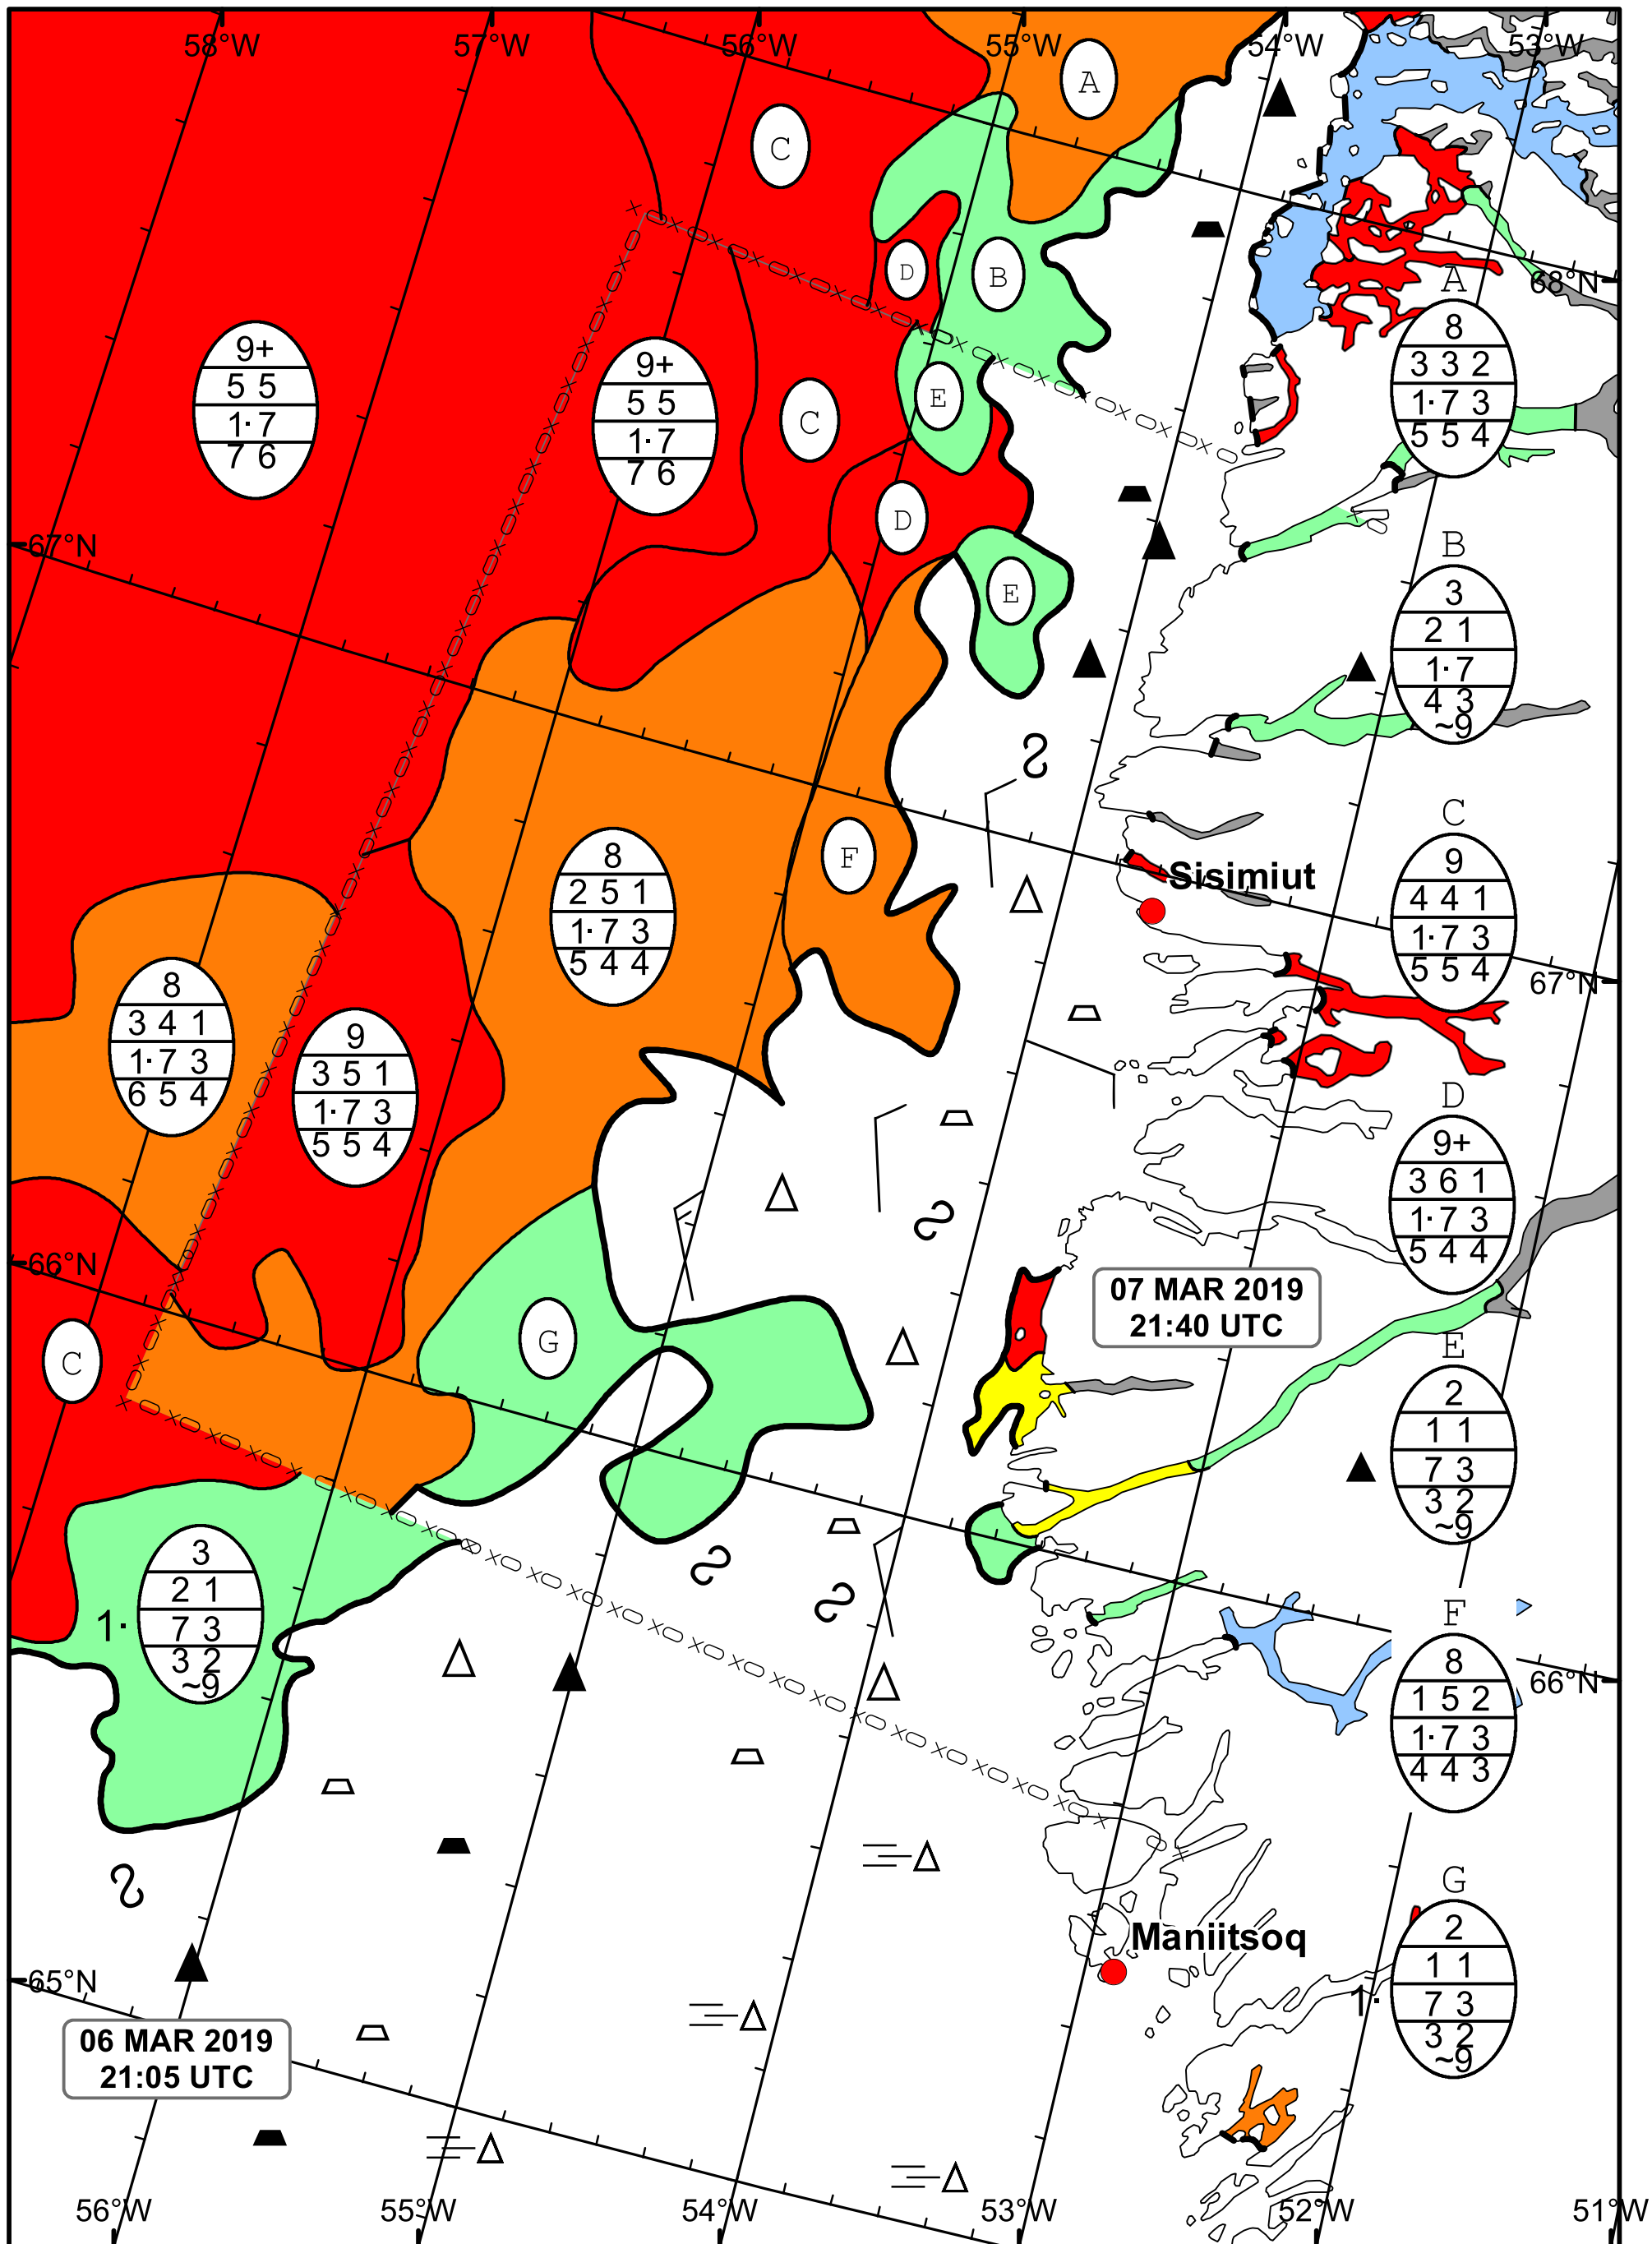 58°W
57°W
56°W
55°W
54°W
53°W
A
C
D
B
68°N
A
8
3 3 2
1· 7 3
5 5 4
9+
5 5
1· 7
7 6
9+
5 5
1· 7
7 6
C
E
D
67°N
E
B
3
2 1
1· 7
4 3
~9
C
9
4 4 1
1· 7 3
5 5 4
8
2 5 1
1· 7 3
5 4 4
F
Sisimiut
67°N
8
3 4 1
1· 7 3
6 5 4
9
3 5 1
1· 7 3
5 5 4
D
9+
3 6 1
1· 7 3
5 4 4
66°N
07 MAR 2019
21:40 UTC
G
C
E
2
1 1
7 3
3 2
~9
3
2 1
1· 7 3
3 2
~9
F
8
1 5 2
1· 7 3
4 4 3
66°N
G
2
1 1
1· 7 3
3 2
~9
Maniitsoq
65°N
06 MAR 2019
21:05 UTC
56°W
55°W
54°W
53°W
52°W
51°W